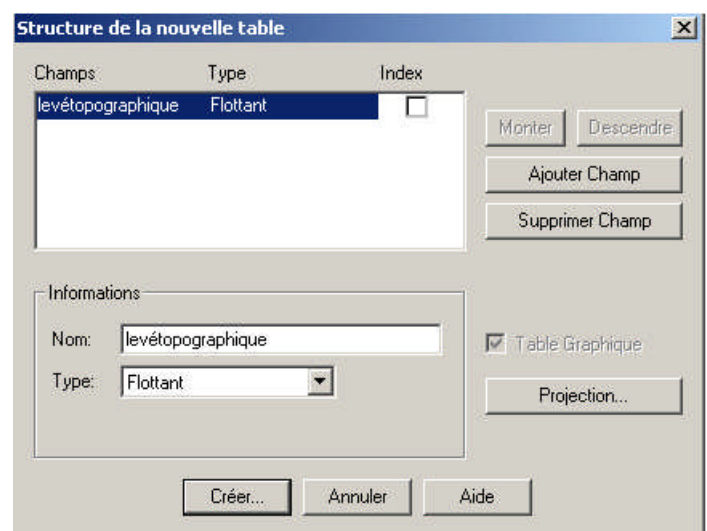 Structure de la nouvelle table
Champs Type Index
levétopographique Flottant
Monter Descendre
Ajouter Champ
Supprimer Champ
Informations
Nom: levétopographique
Table Graphique
Type: Flottant
Projection...
Créer... Annuler Aide